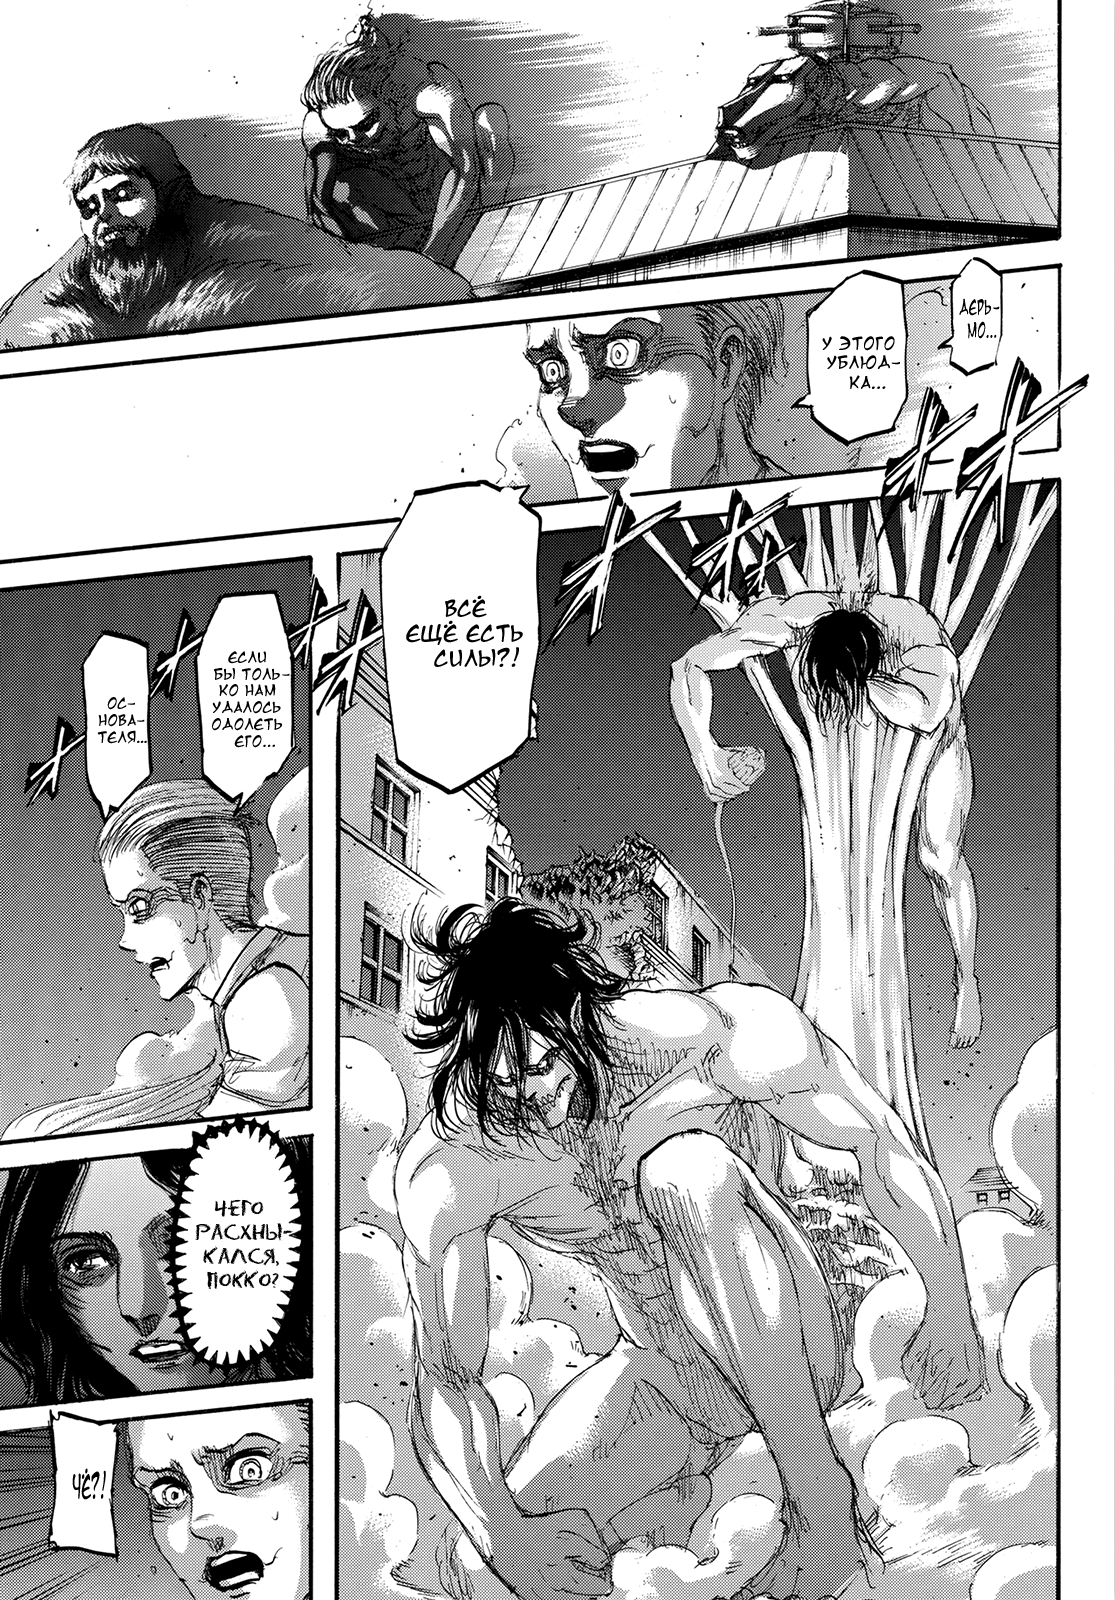 ДЕРЬ-
МО...
У ЭТОГО
УБЛЮД-
КА...
ВСЁ
ЕЩЁ ЕСТЬ
СИЛЫ?!
ЕСЛИ
БЫ ТОЛЬ-
КО НАМ
УДАЛОСЬ
ОДОЛЕТЬ
ЕГО...
ОС-
НОВА-
ТЕЛЯ...
ЧЕГО
РАСХНЫ-
КАЛСЯ,
ПОККО?
ЧЁ?!